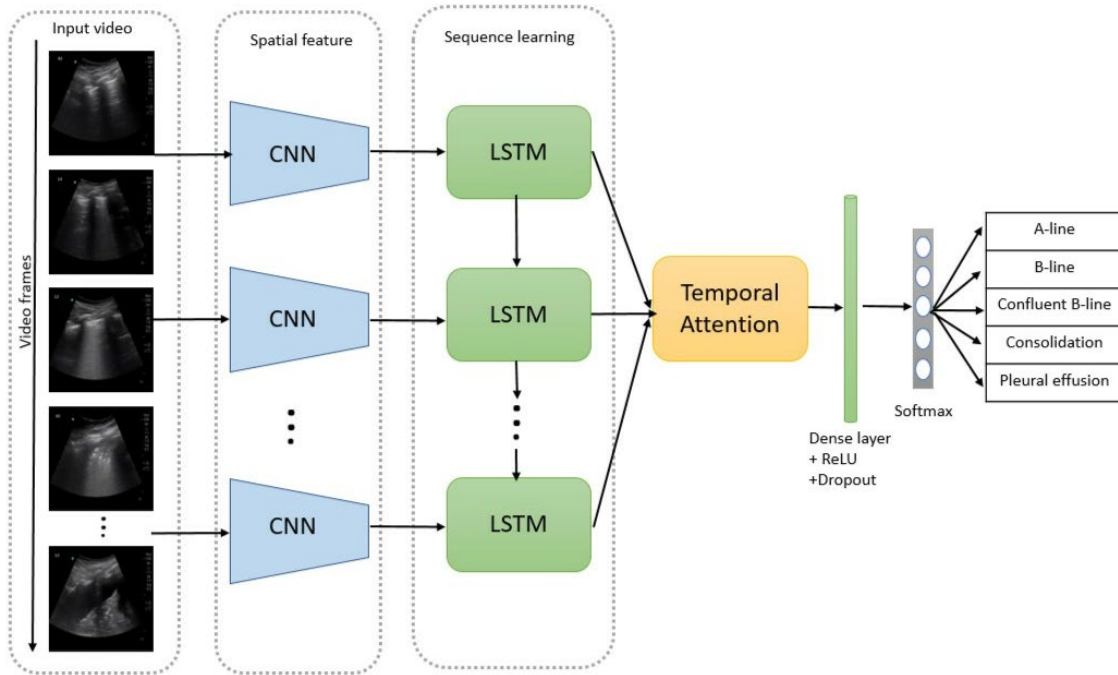 Input video
Spatial feature
Sequence learning
Video frames
CNN
LSTM
CNN
LSTM
CNN
LSTM
Temporal
Attention
Dense layer
+ ReLU
+Dropout
Softmax
A-line
B-line
Confluent B-line
Consolidation
Pleural effusion